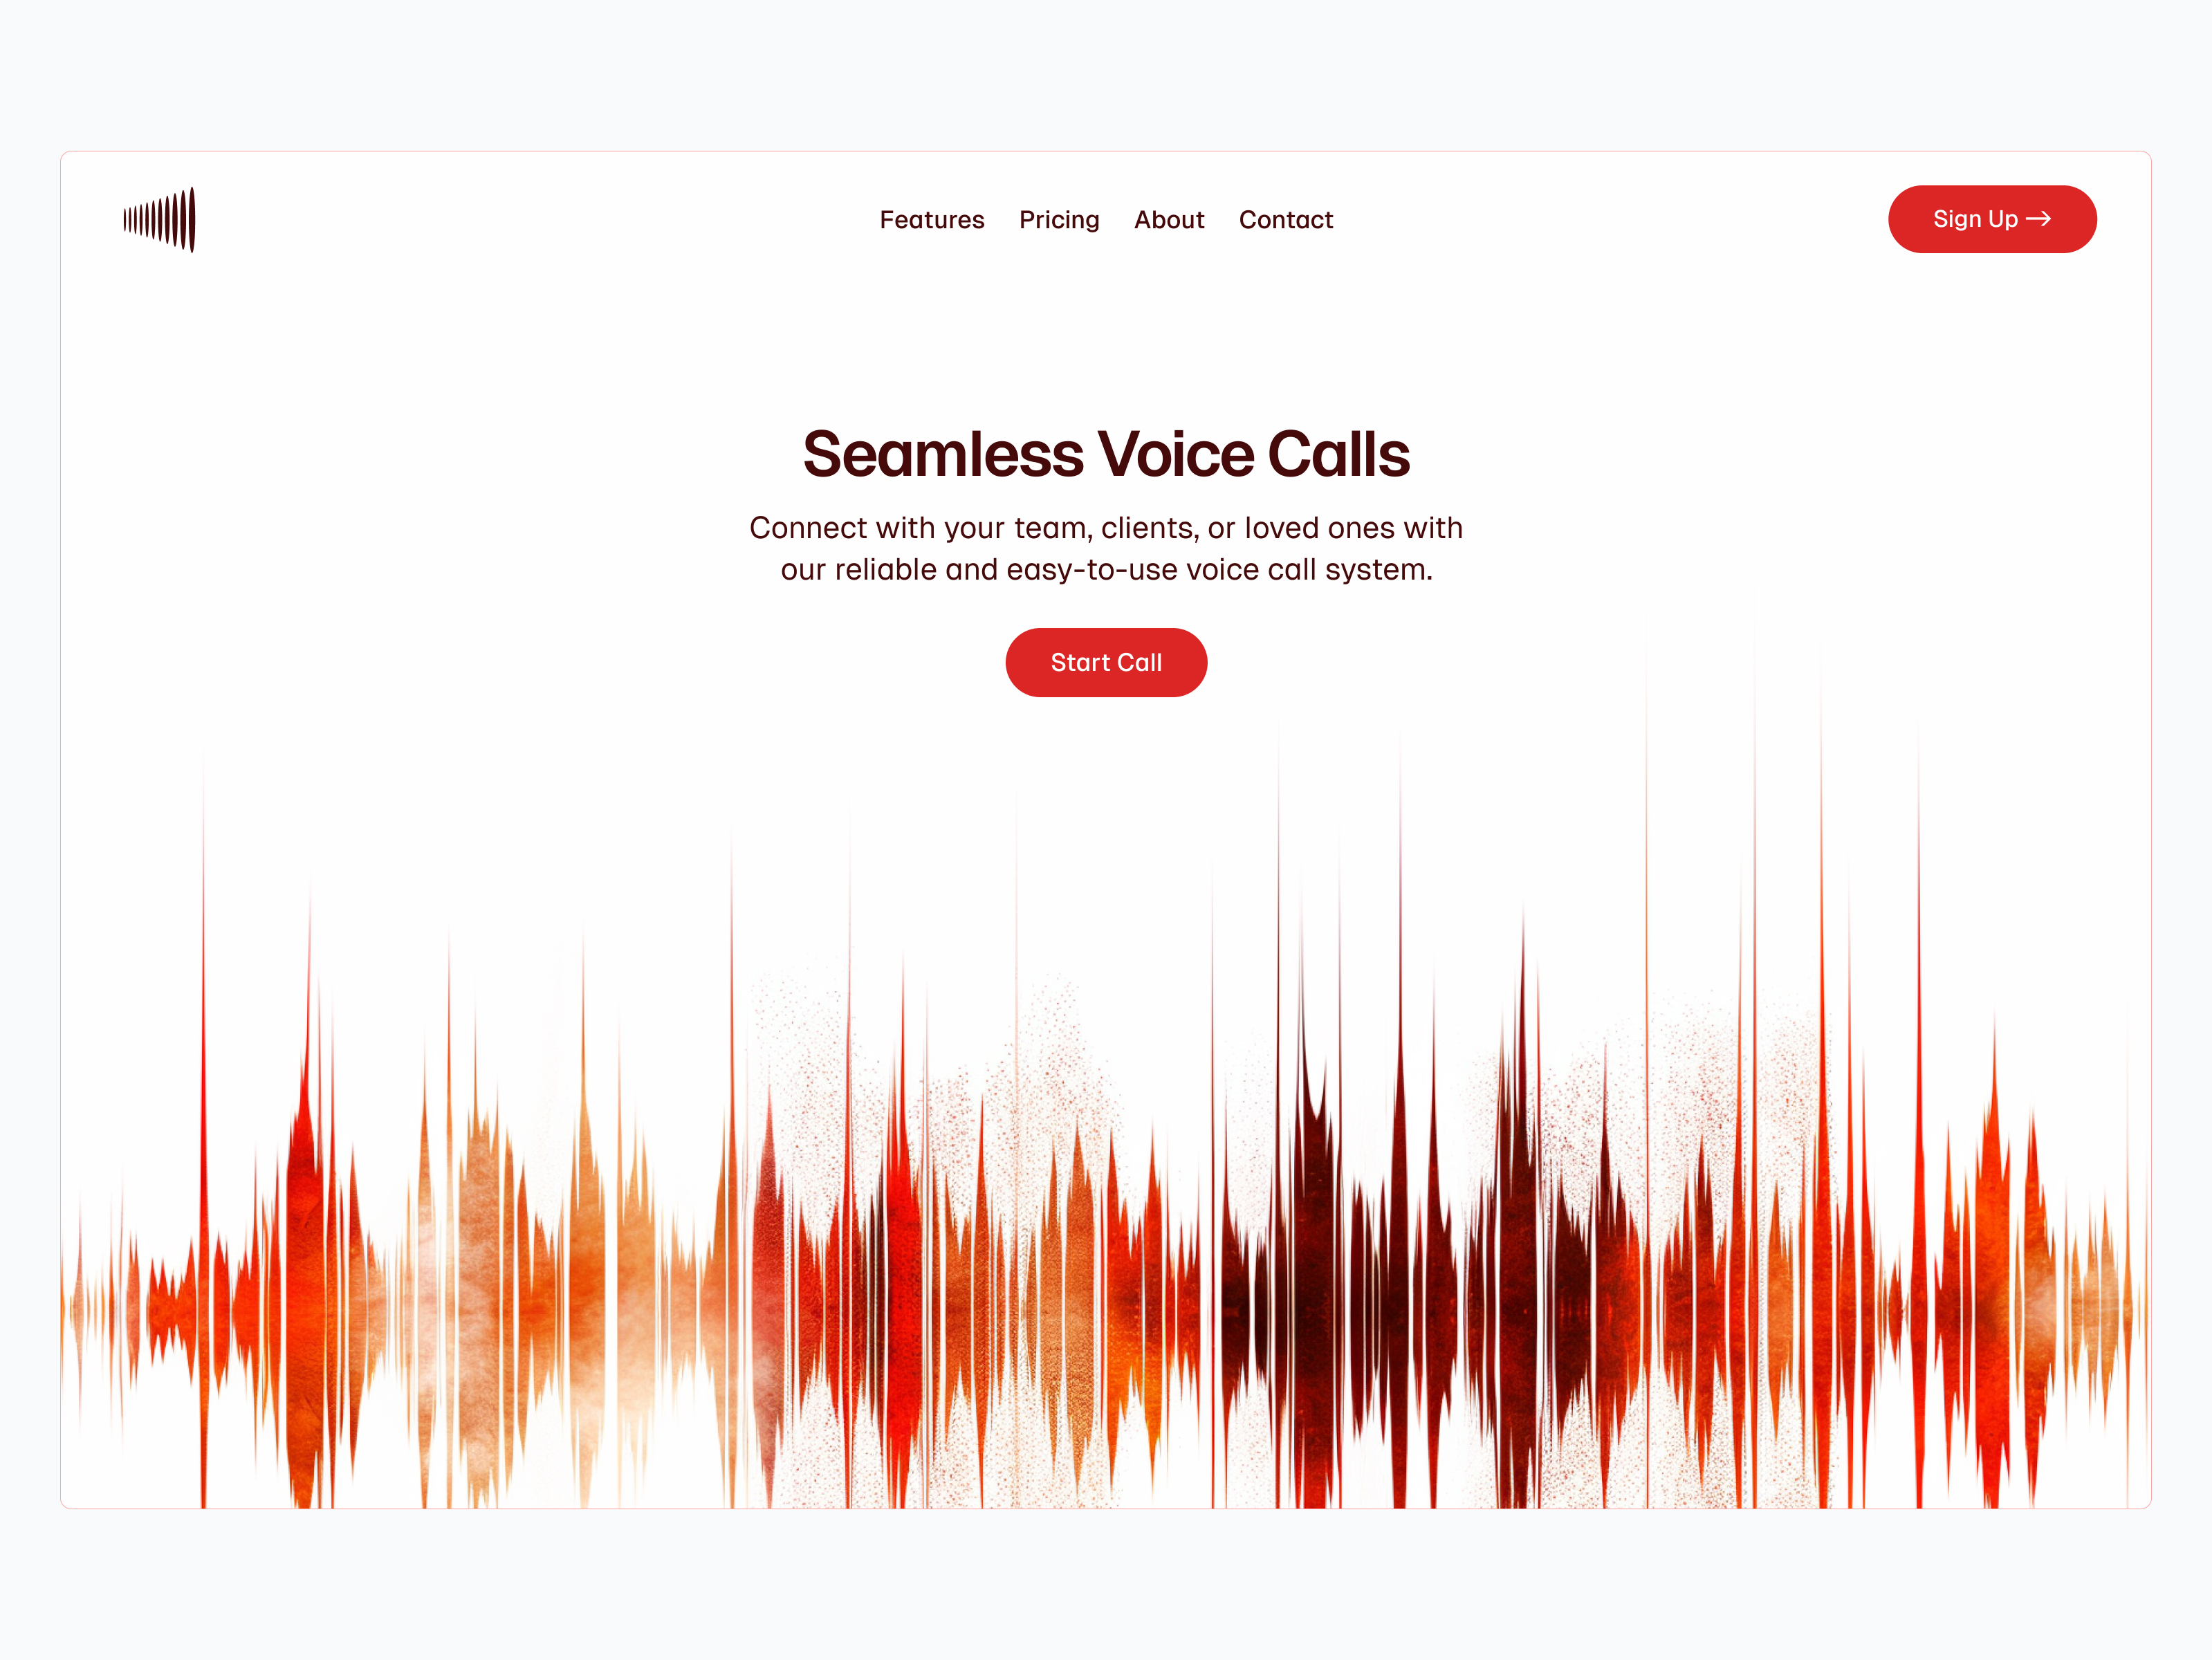 Features Pricing About Contact Sign Up →
Seamless Voice Calls
Connect with your team, clients, or loved ones with
our reliable and easy-to-use voice call system.
Start Call